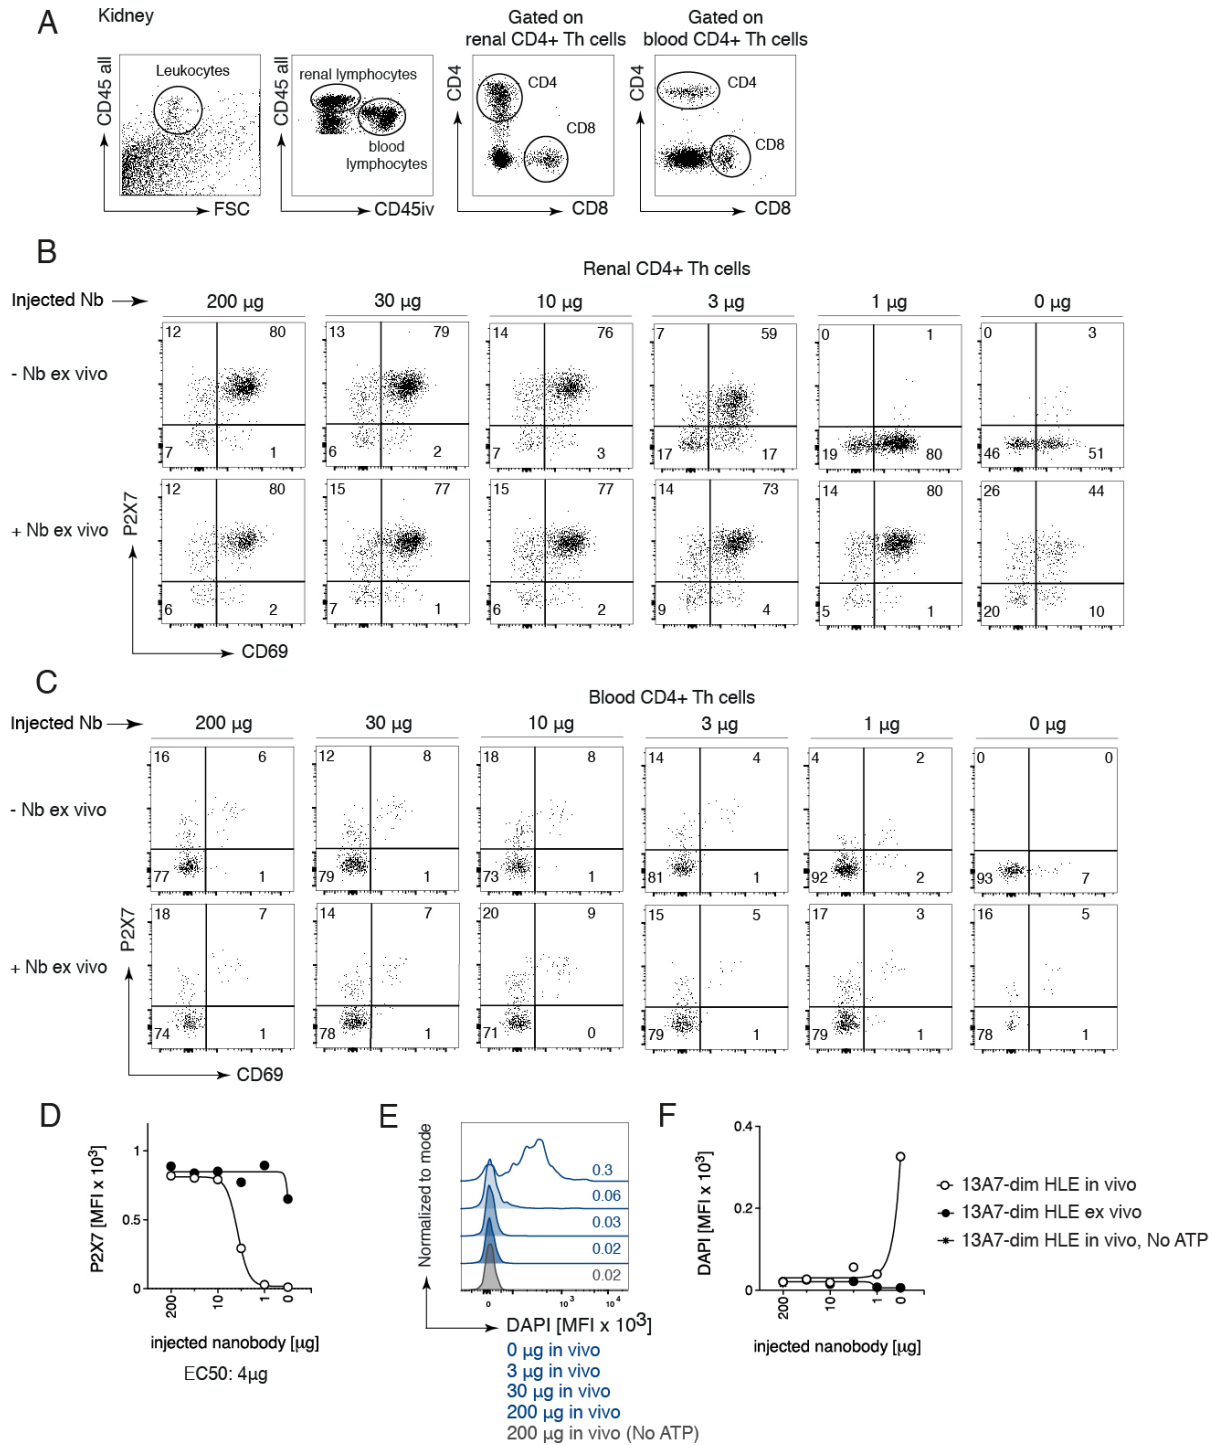 A
Kidney
Gated on
renal CD4+ Th cells
Gated on
blood CD4+ Th cells
CD45 all
Leukocytes
FSC
CD45 all
renal lymphocytes
blood
lymphocytes
CD45iv
CD4
CD4
CD8
CD8
CD4
CD4
CD8
CD8
B
Renal CD4+ Th cells
Injected Nb
200 µg 30 µg 10 µg 3 µg 1 µg 0 µg
- Nb ex vivo
12 80 13 79 14 76 7 59 0 1 0 3
7 1 6 2 7 3 17 17 19 80 46 51
+ Nb ex vivo
12 80 15 77 15 77 14 73 14 80 26 44
6 2 7 1 6 2 9 4 5 1 20 10
P2X7
CD69
C
Blood CD4+ Th cells
Injected Nb
200 µg 30 µg 10 µg 3 µg 1 µg 0 µg
- Nb ex vivo
16 6 12 8 18 8 14 4 4 2 0 0
77 1 79 1 73 1 81 1 92 2 93 7
+ Nb ex vivo
18 7 14 7 20 9 15 5 17 3 16 5
74 1 78 1 71 0 79 1 79 1 78 1
P2X7
CD69
D
P2X7 [MFI x 10³]
1
0.5
0
200 10 1 0
injected nanobody [µg]
EC50: 4µg
E
Normalized to mode
0.3
0.06
0.03
0.02
0.02
0 10³ 10⁴
DAPI [MFI x 10³]
0 µg in vivo
3 µg in vivo
30 µg in vivo
200 µg in vivo
200 µg in vivo (No ATP)
F
DAPI [MFI x 10³]
0.4
0.2
0
200 10 1 0
injected nanobody [µg]
13A7-dim HLE in vivo
13A7-dim HLE ex vivo
13A7-dim HLE in vivo, No ATP